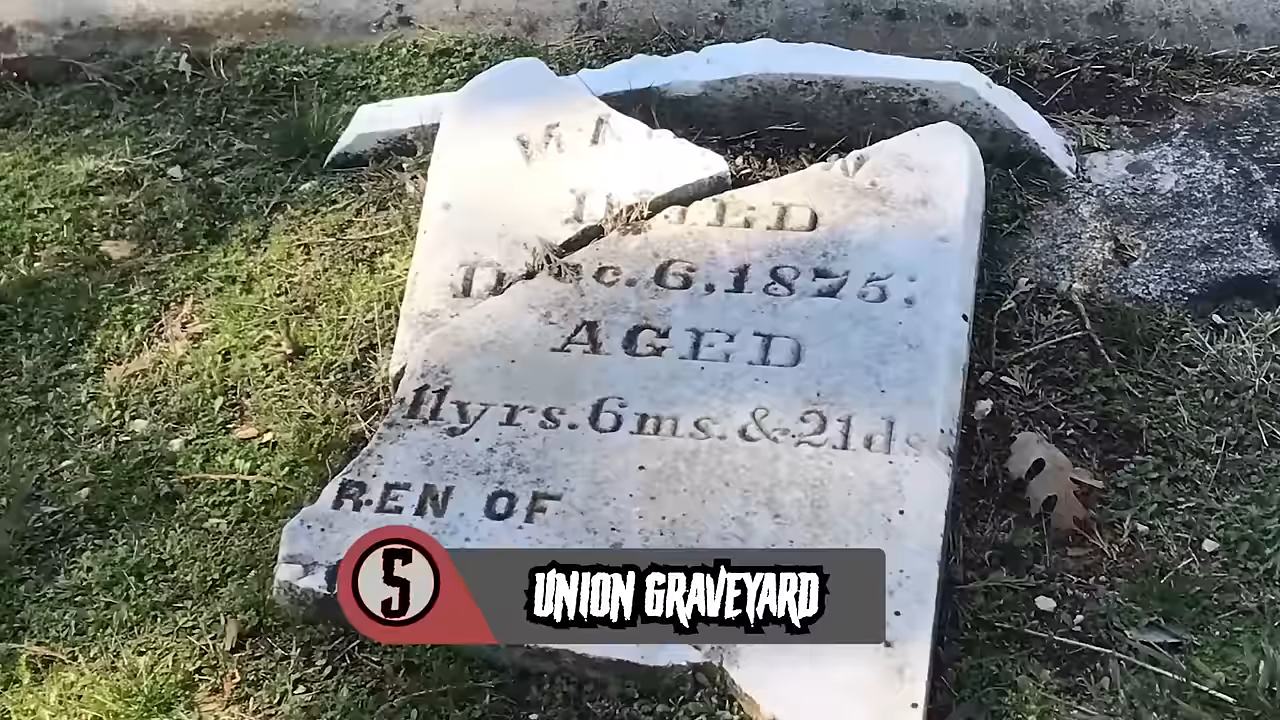 DIED
Dec. 6, 1875;
AGED
11yrs. 6ms. & 21ds
REN OF
5
UNION GRAVEYARD